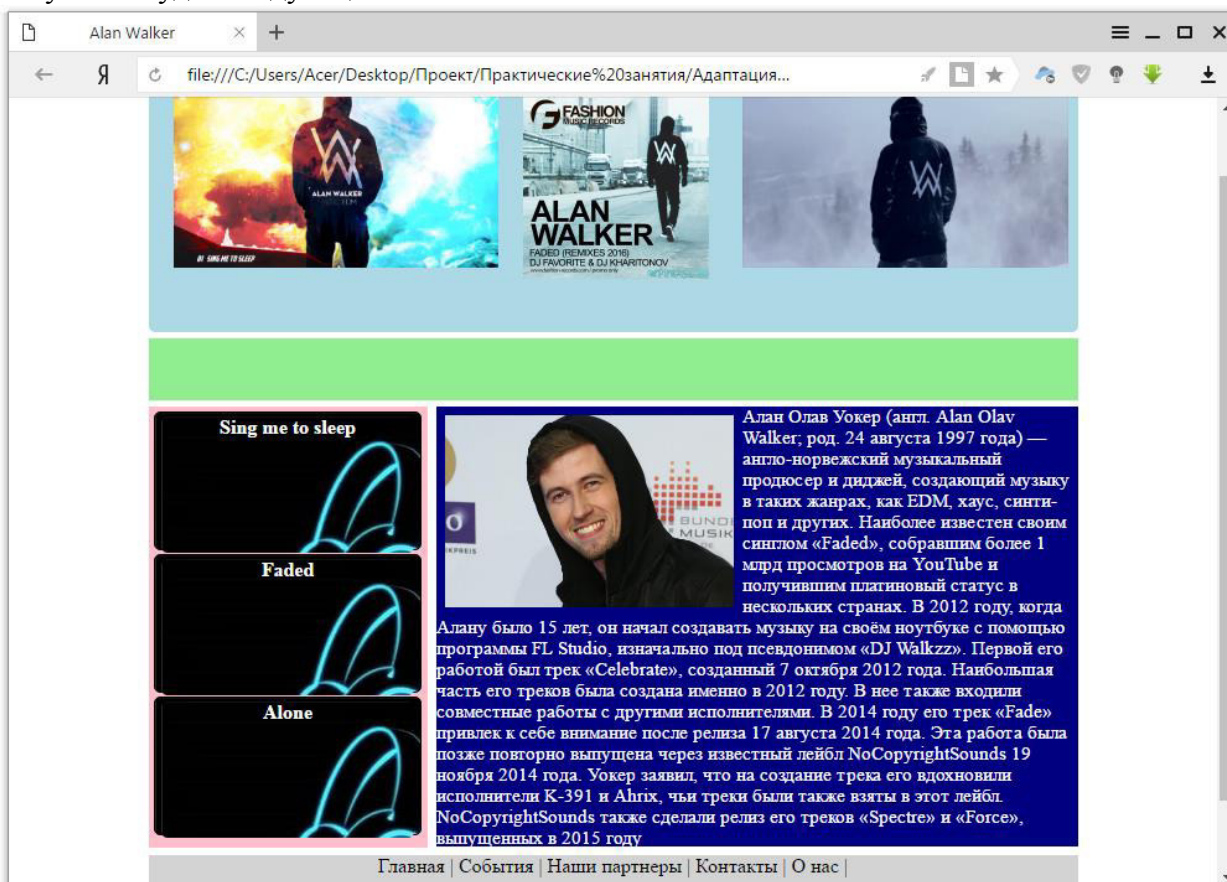 Alan Walker
Я
file:///C:/Users/Acer/Desktop/Проект/Практические%20занятия/Адаптация...
FASHION
MUSIC RECORDS
ALAN WALKER
ALAN
WALKER
FADED (REMIXES 2016)
DJ FAVORITE & DJ KHARITONOV
SING ME TO SLEEP
Sing me to sleep
Faded
Alone
BUND
MUSIK
Алан Олав Уокер (англ. Alan Olav
Walker; род. 24 августа 1997 года) —
англо-норвежский музыкальный
продюсер и диджей, создающий музыку
в таких жанрах, как EDM, хаус, синти-
поп и других. Наиболее известен своим
синглом «Faded», собравшим более 1
млрд просмотров на YouTube и
получившим платиновый статус в
нескольких странах. В 2012 году, когда
Алану было 15 лет, он начал создавать музыку на своём ноутбуке с помощью
программы FL Studio, изначально под псевдонимом «DJ Walkzz». Первой его
работой был трек «Celebrate», созданный 7 октября 2012 года. Наибольшая
часть его треков была создана именно в 2012 году. В нее также входили
совместные работы с другими исполнителями. В 2014 году его трек «Fade»
привлек к себе внимание после релиза 17 августа 2014 года. Эта работа была
позже повторно выпущена через известный лейбл NoCopyrightSounds 19
ноября 2014 года. Уокер заявил, что на создание трека его вдохновили
исполнители K-391 и Ahrix, чьи треки были также взяты в этот лейбл.
NoCopyrightSounds также сделали релиз его треков «Spectre» и «Force»,
выпущенных в 2015 году
Главная | События | Наши партнеры | Контакты | О нас |